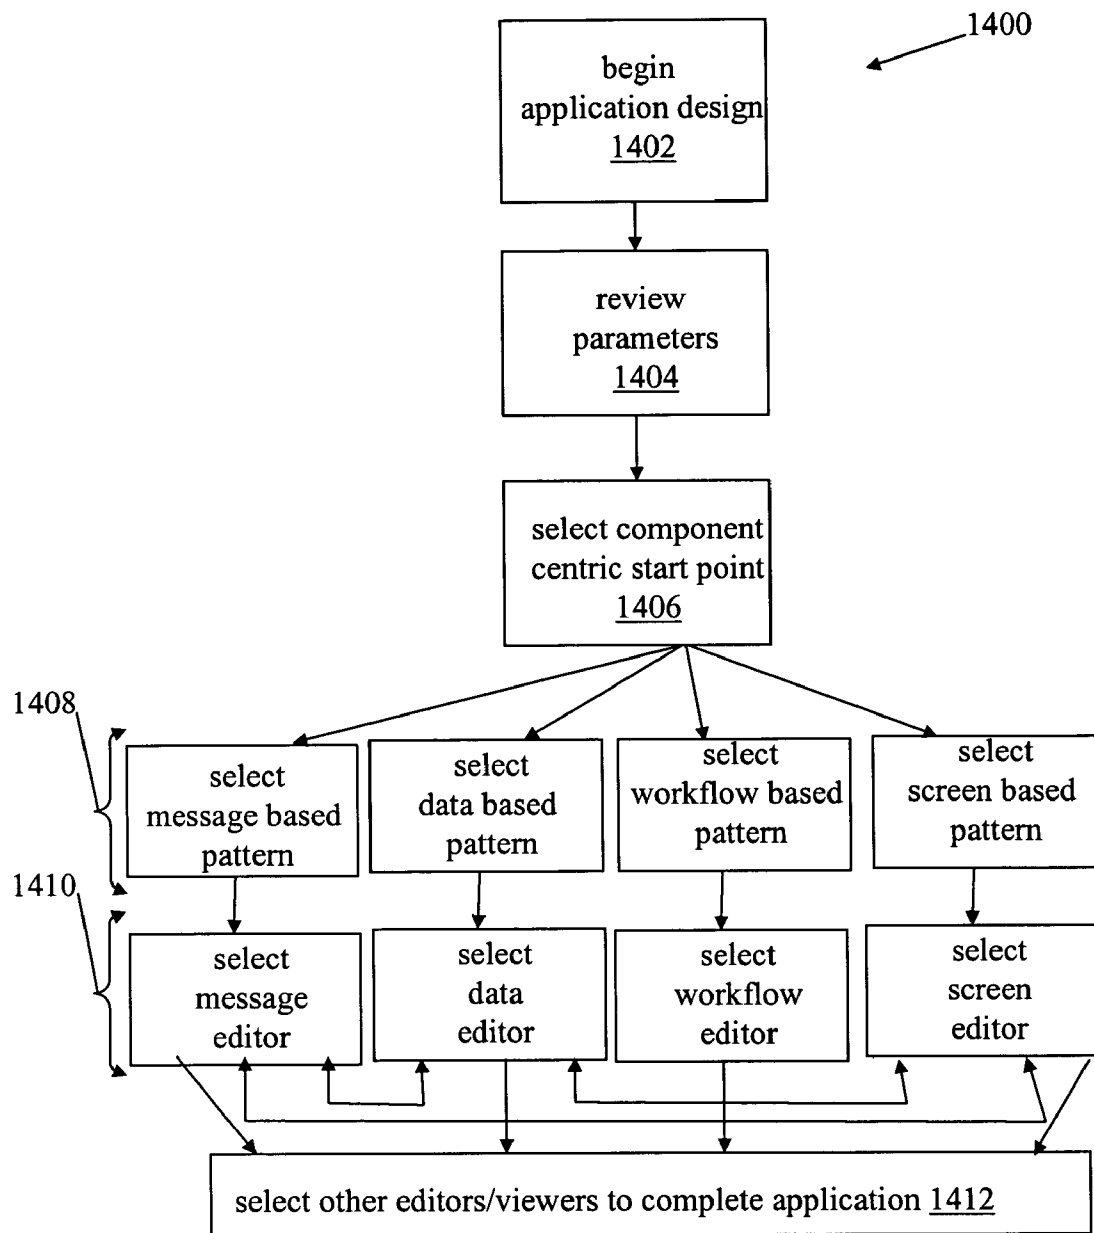 1400
begin
application design
1402
review
parameters
1404
select component
centric start point
1406
1408
select
message based
pattern
select
data based
pattern
select
workflow based
pattern
select
screen based
pattern
1410
select
message
editor
select
data
editor
select
workflow
editor
select
screen
editor
select other editors/viewers to complete application 1412